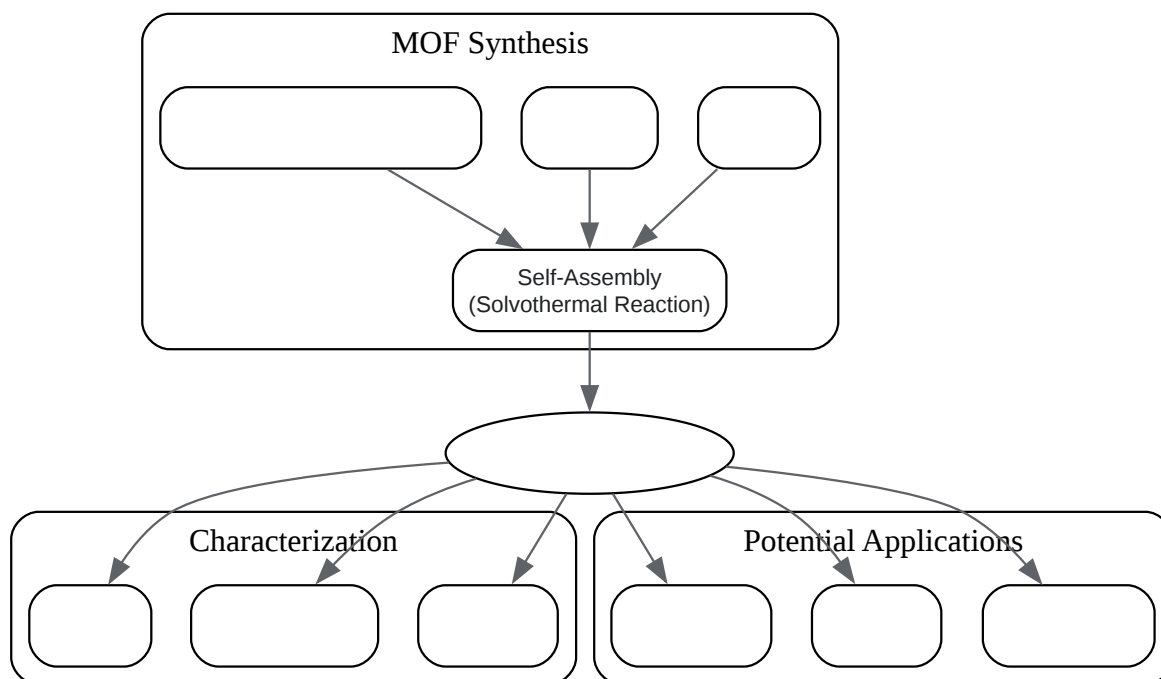 MOF Synthesis
Self-Assembly
(Solvothermal Reaction)
Characterization
Potential Applications